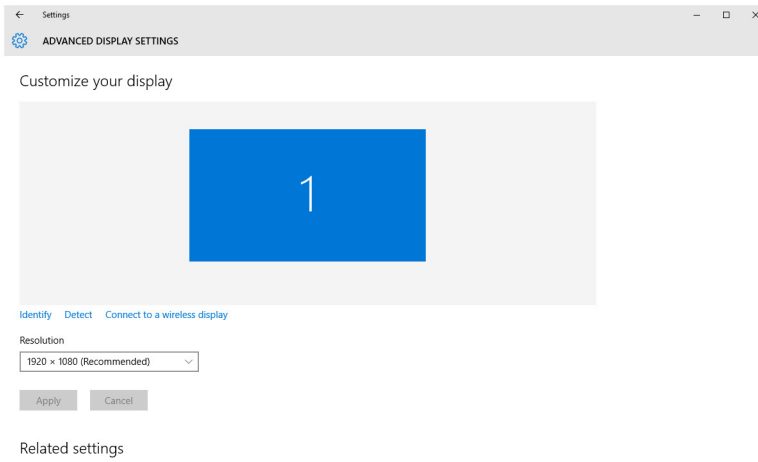 Settings
ADVANCED DISPLAY SETTINGS
Customize your display
1
Identify Detect Connect to a wireless display
Resolution
1920 × 1080 (Recommended)
Apply Cancel
Related settings